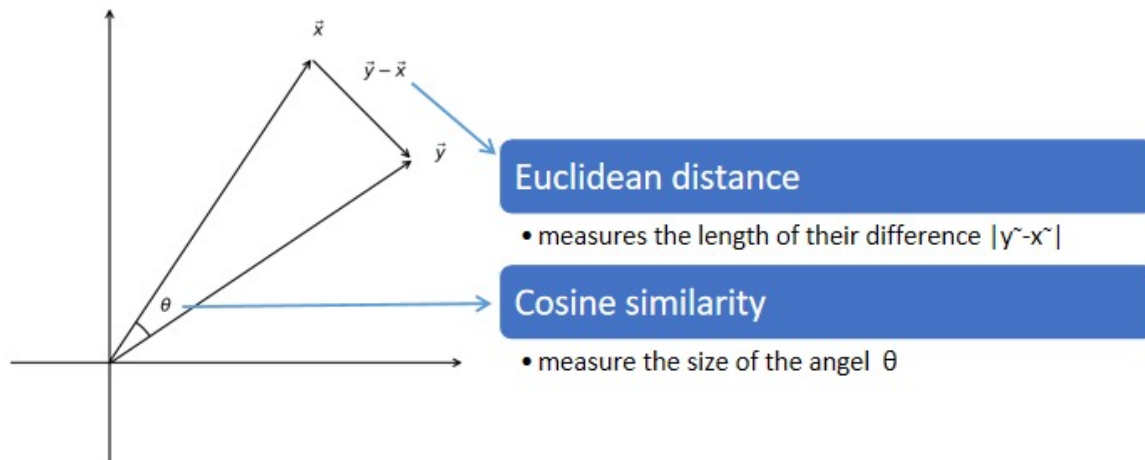 x⃗
y⃗ − x⃗
y⃗
Euclidean distance
• measures the length of their difference |y˜-x˜|
θ
Cosine similarity
• measure the size of the angel θ